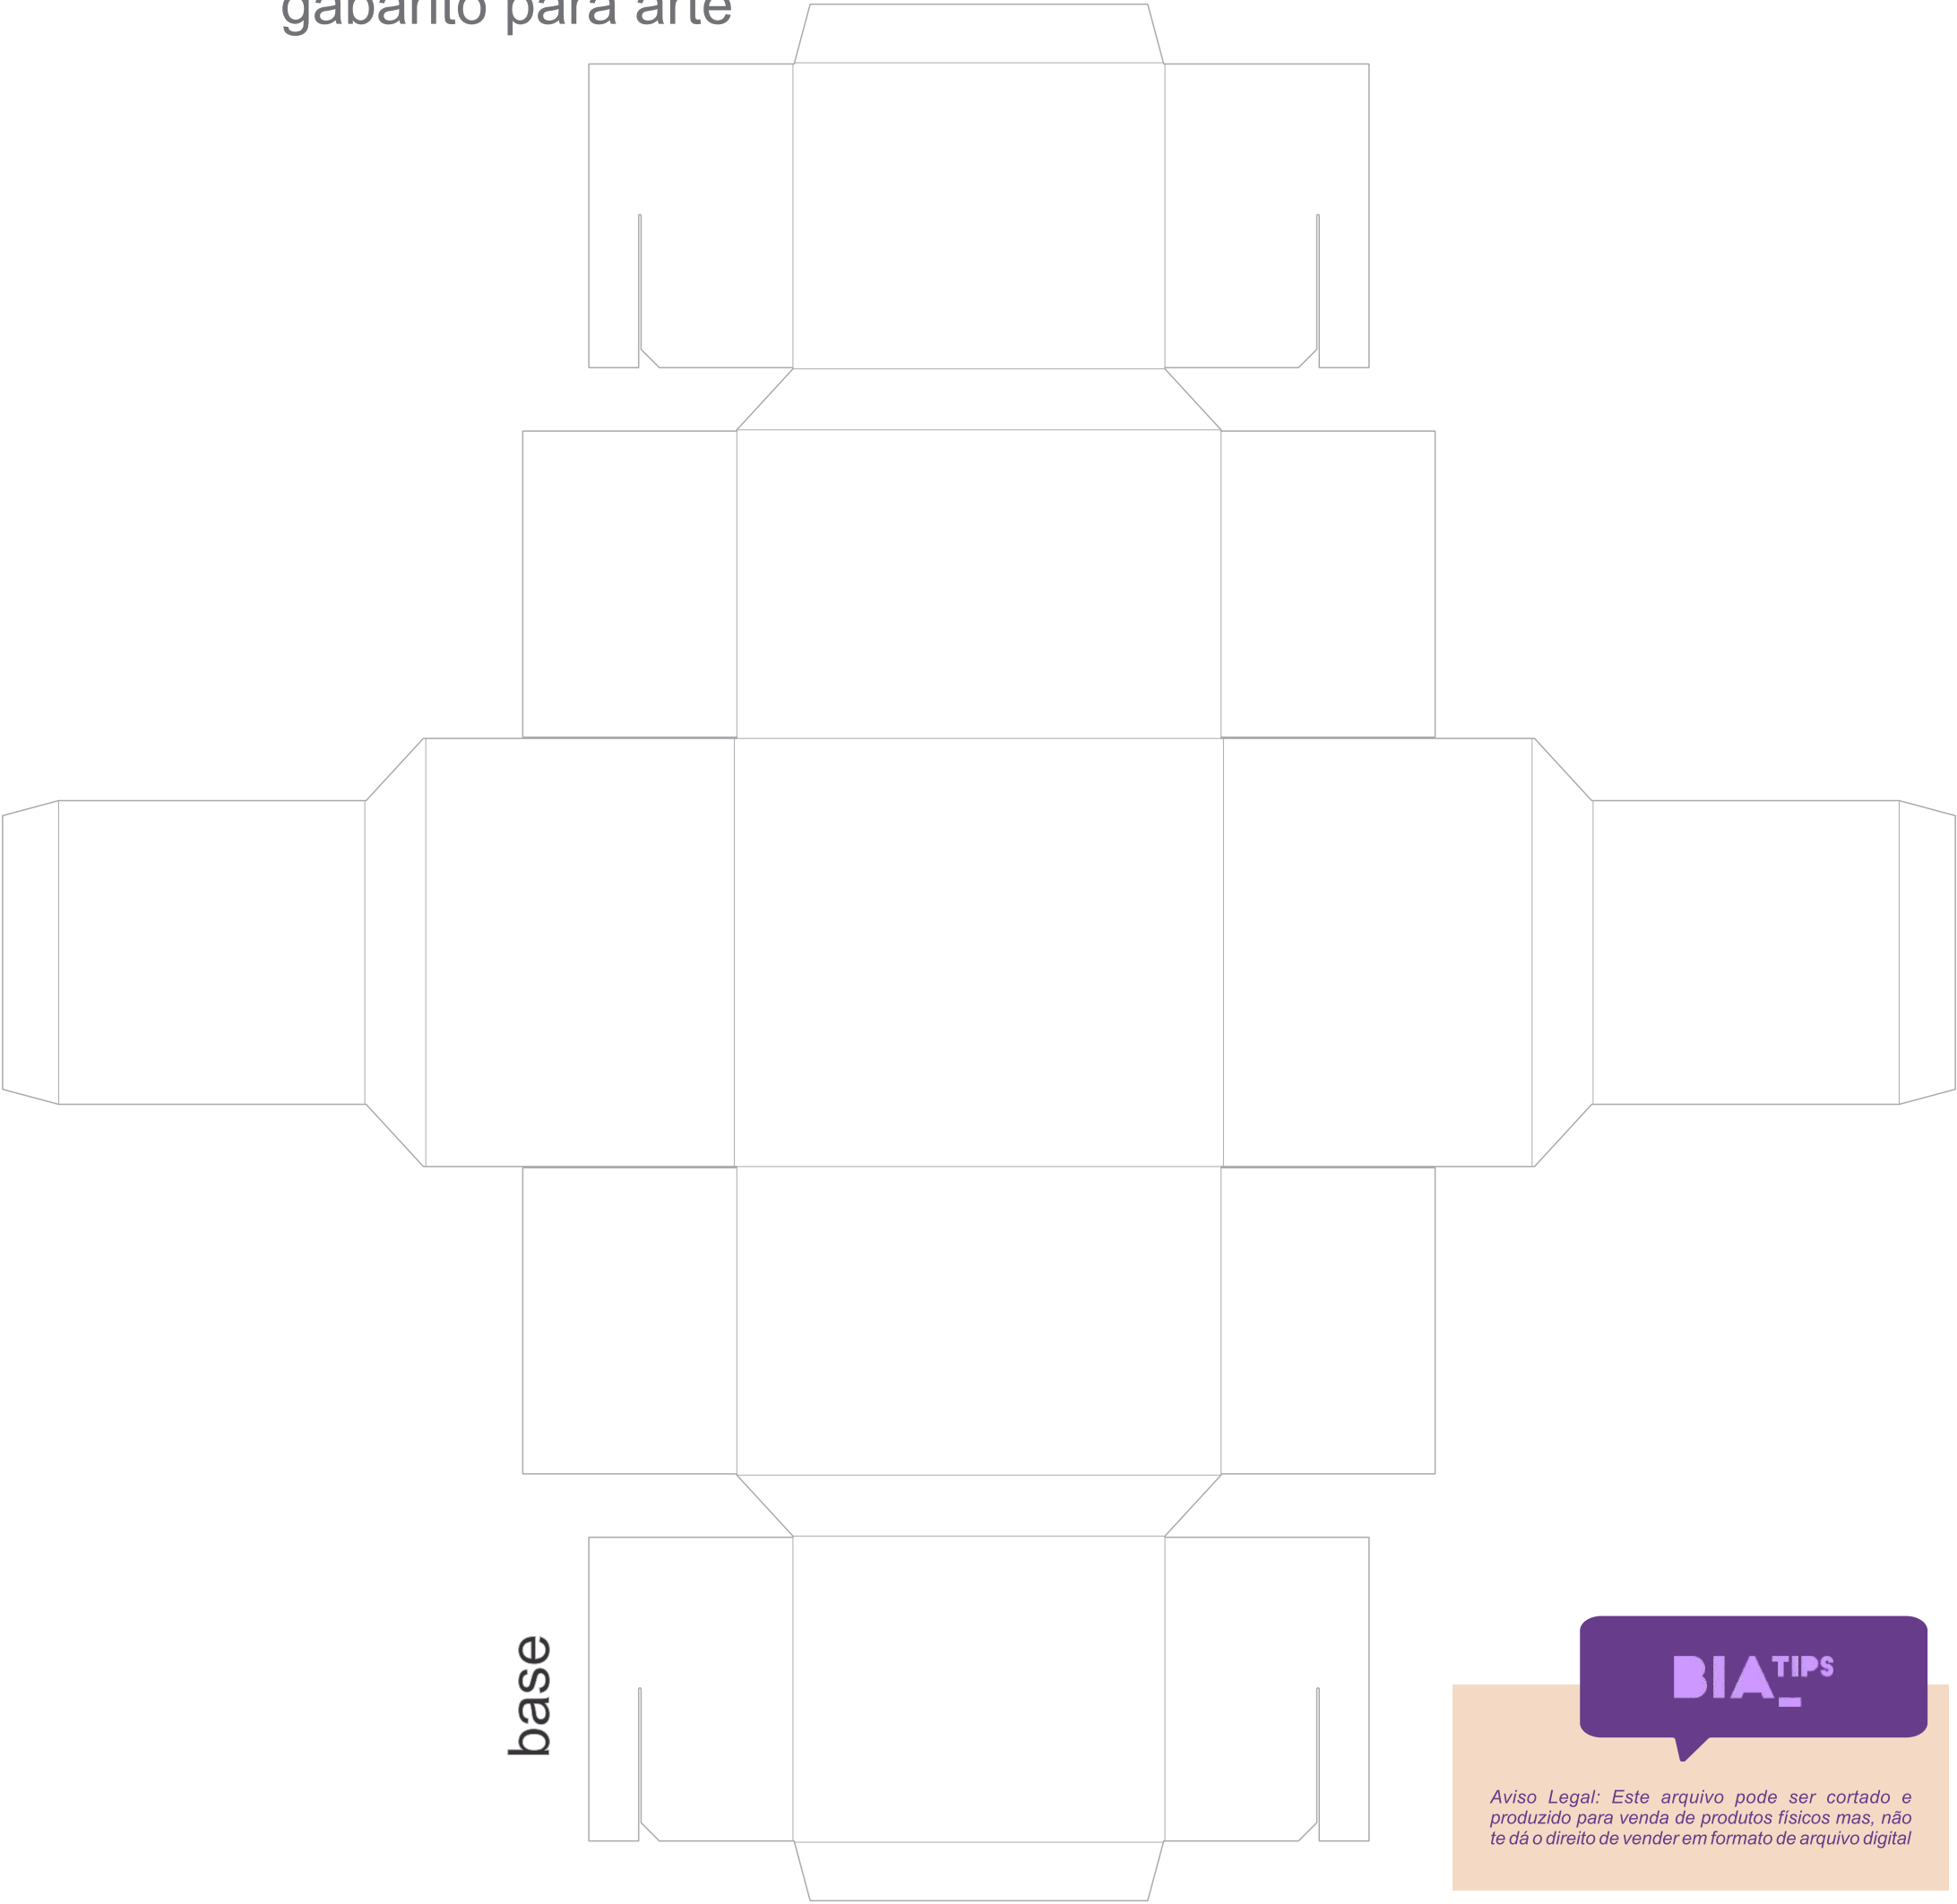 gabarito para arte
base
BIA TIPS
Aviso Legal: Este arquivo pode ser cortado e
produzido para venda de produtos físicos mas, não
te dá o direito de vender em formato de arquivo digital